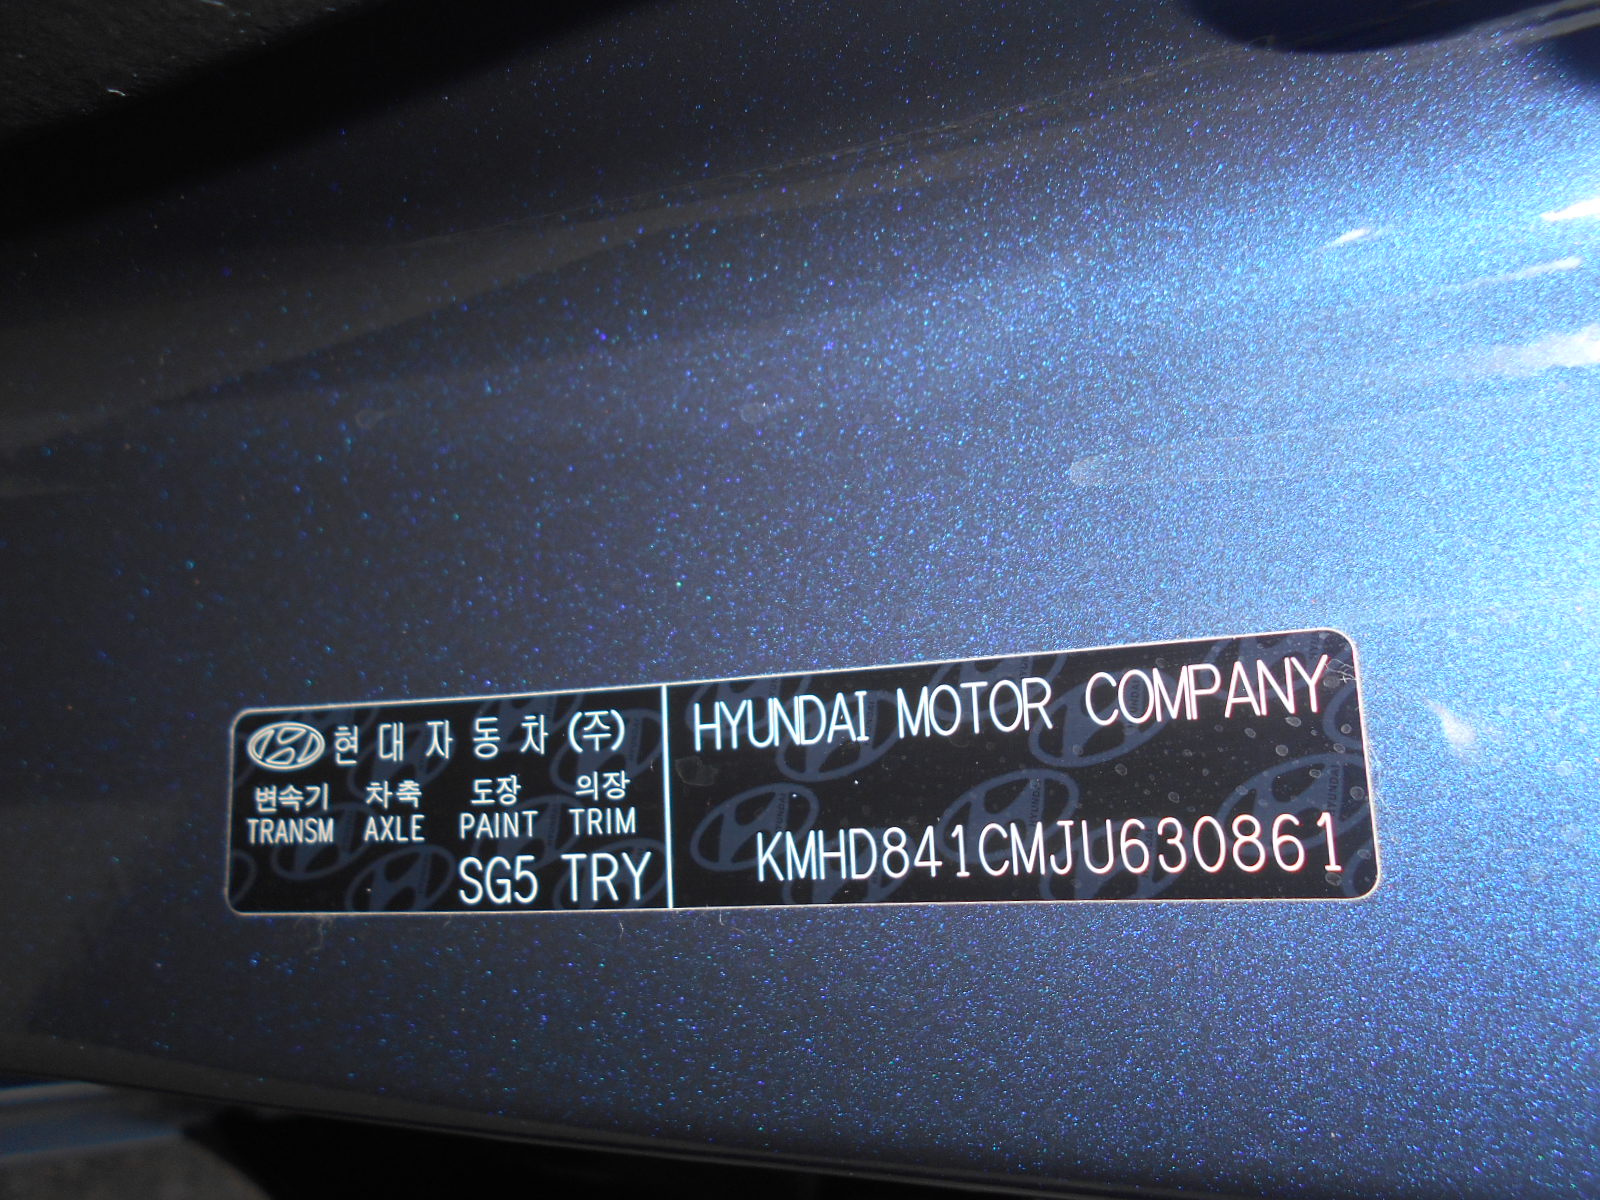 현대자동차(주)
변속기 차축 도장 의장
TRANSM AXLE PAINT TRIM
SG5 TRY
HYUNDAI MOTOR COMPANY
KMHD841CMJU630861